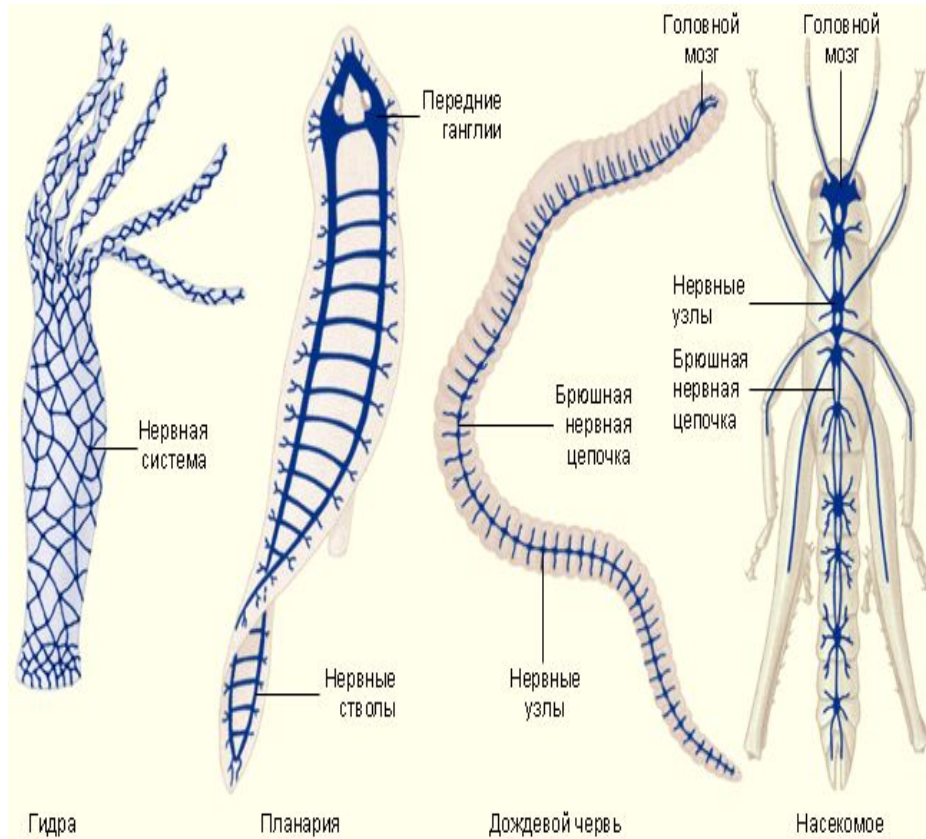 Головной
мозг
Головной
мозг
Передние
ганглии
Нервные
узлы
Брюшная
нервная
цепочка
Брюшная
нервная
цепочка
Нервная
система
Нервные
стволы
Нервные
узлы
Гидра
Планария
Дождевой червь
Насекомое